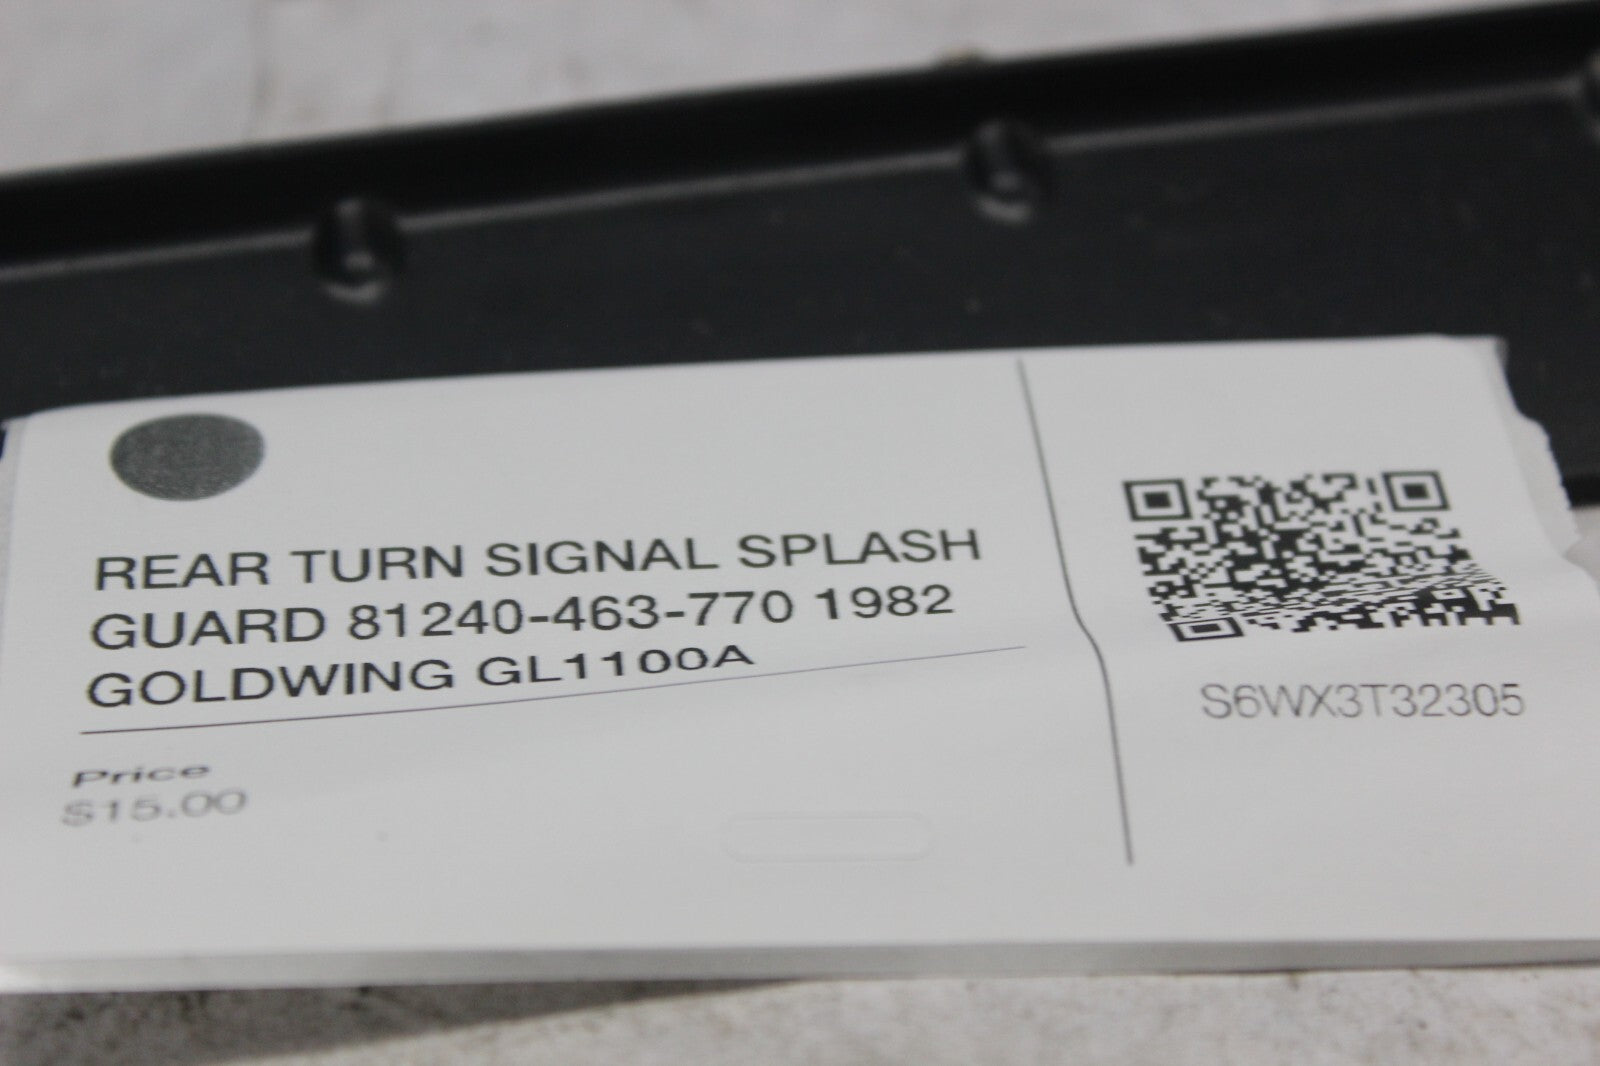 REAR TURN SIGNAL SPLASH
GUARD 81240-463-770 1982
GOLDWING GL1100A
Price
$15.00
S6WX3T32305